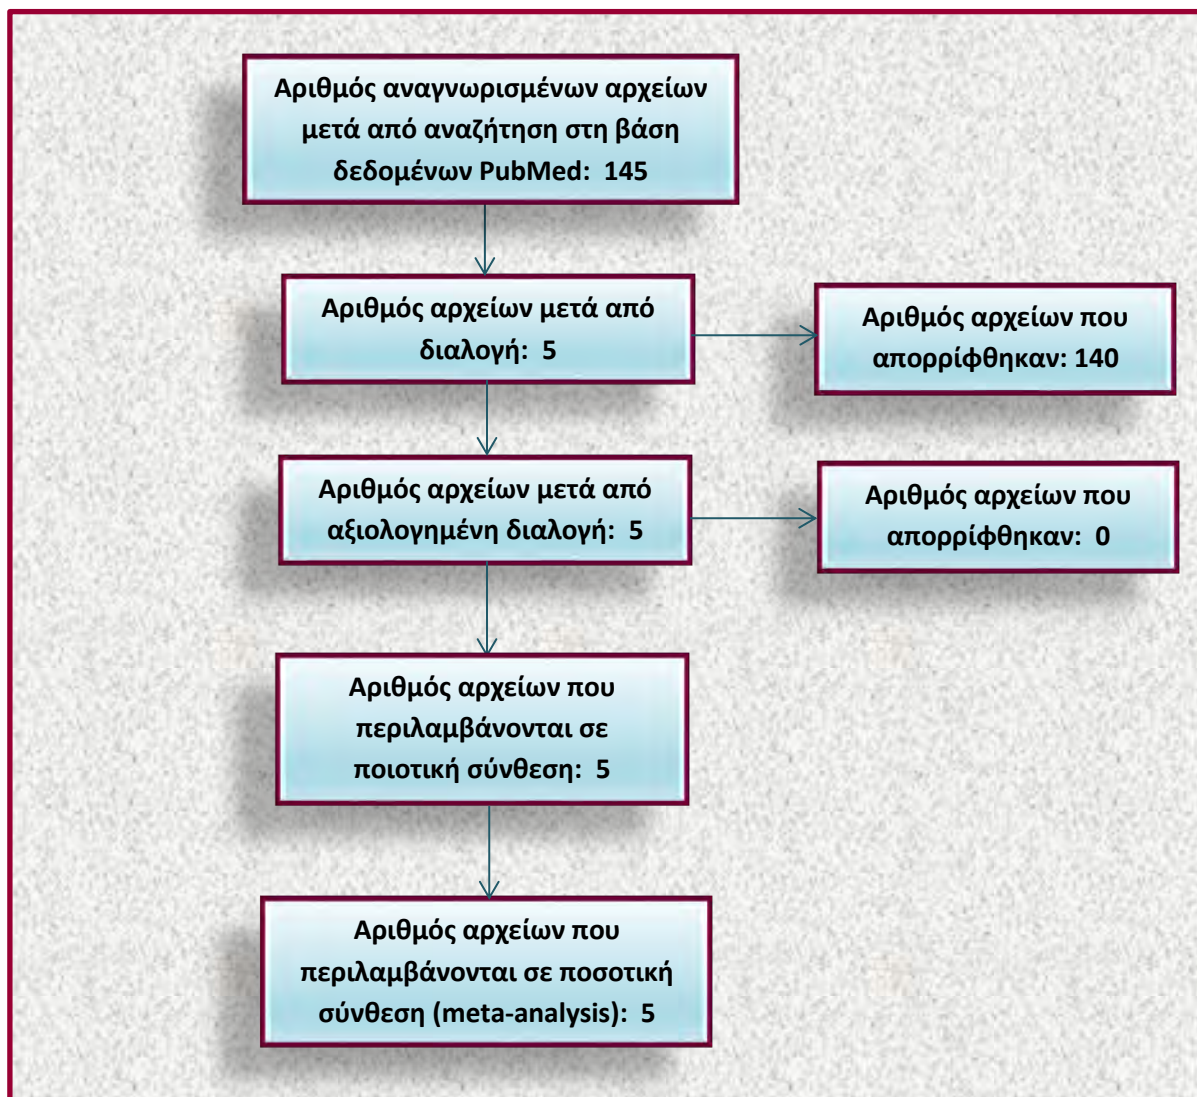 Αριθμός αναγνωρισμένων αρχείων
μετά από αναζήτηση στη βάση
δεδομένων PubMed: 145
Αριθμός αρχείων μετά από
διαλογή: 5
Αριθμός αρχείων που
απορρίφθηκαν: 140
Αριθμός αρχείων μετά από
αξιολογημένη διαλογή: 5
Αριθμός αρχείων που
απορρίφθηκαν: 0
Αριθμός αρχείων που
περιλαμβάνονται σε
ποιοτική σύνθεση: 5
Αριθμός αρχείων που
περιλαμβάνονται σε ποσοτική
σύνθεση (meta-analysis): 5